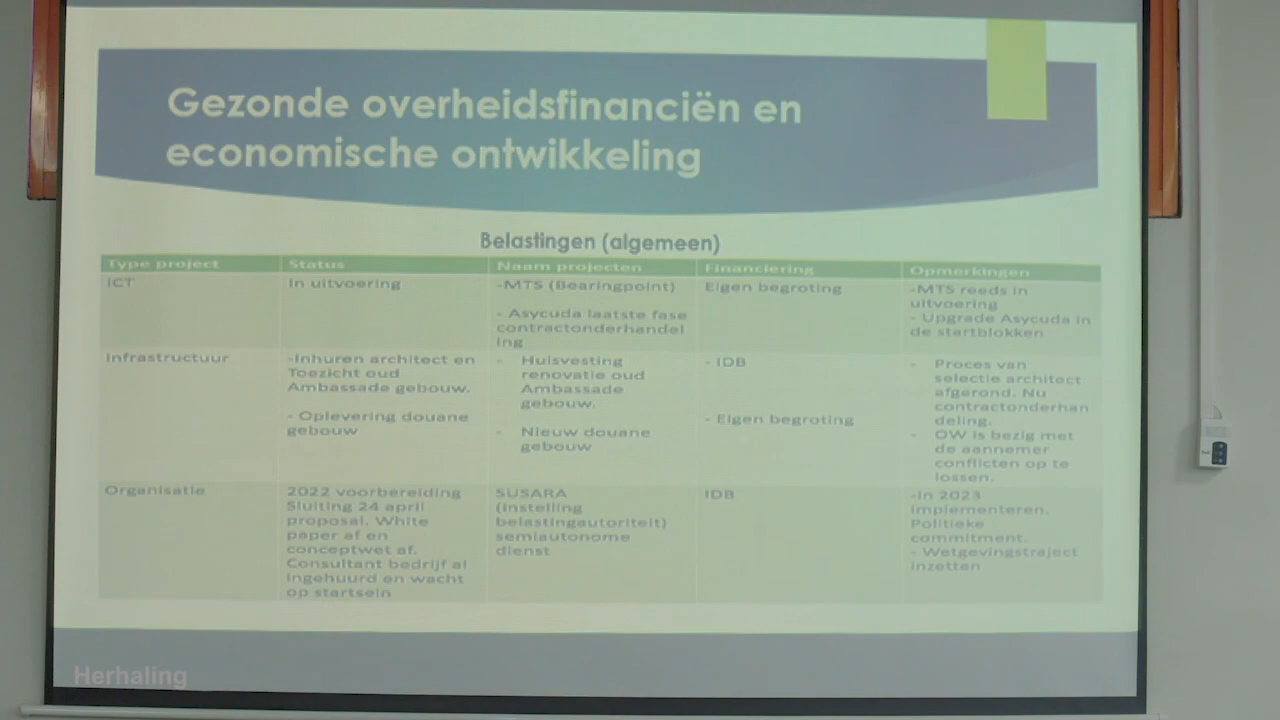 Gezonde overheidsfinanciën en
economische ontwikkeling
Belastingen (algemeen)
Type project
Status
Naam projecten
Financiering
Opmerkingen
ICT
In uitvoering
-MTS (Bearingpoint)
- Asycuda laatste fase
contractonderhandel
ing
Eigen begroting
-MTS reeds in
uitvoering
- Upgrade Asycuda in
de startblokken
Infrastructuur
-Inhuren architect en
Toezicht oud
Ambassade gebouw.
- Oplevering douane
gebouw
- Huisvesting
renovatie oud
Ambassade
gebouw.
- Nieuw douane
gebouw
- IDB
- Eigen begroting
- Proces van
selectie architect
afgerond. Nu
contractonderhan
deling.
- OW is bezig met
de aannemer
conflicten op te
lossen.
Organisatie
2022 voorbereiding
Sluiting 24 april
proposal. White
paper af en
conceptwet af.
Consultant bedrijf al
ingehuurd en wacht
op startsein
SUSARA
(instelling
belastingautoriteit)
semiautonome
dienst
IDB
-In 2023
Implementeren.
Politieke
commitment.
- Wetgevingstraject
inzetten
Herhaling